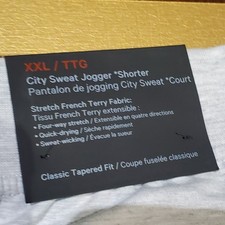 XXL / TTG
City Sweat Jogger *Shorter
Pantalon de jogging City Sweat *Court
Stretch French Terry Fabric:
Tissu French Terry extensible :
• Four-way stretch / Extensible en quatre directions
• Quick-drying / Sèche rapidement
• Sweat-wicking / Évacue la sueur
Classic Tapered Fit / Coupe fuselée classique